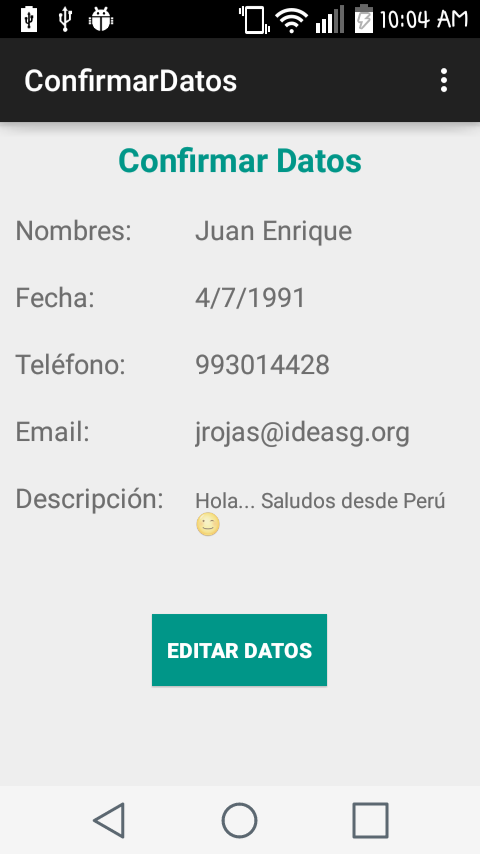 10:04 AM
ConfirmarDatos
Confirmar Datos
Nombres: Juan Enrique
Fecha: 4/7/1991
Teléfono: 993014428
Email: jrojas@ideasg.org
Descripción: Hola... Saludos desde Perú
🙂
EDITAR DATOS